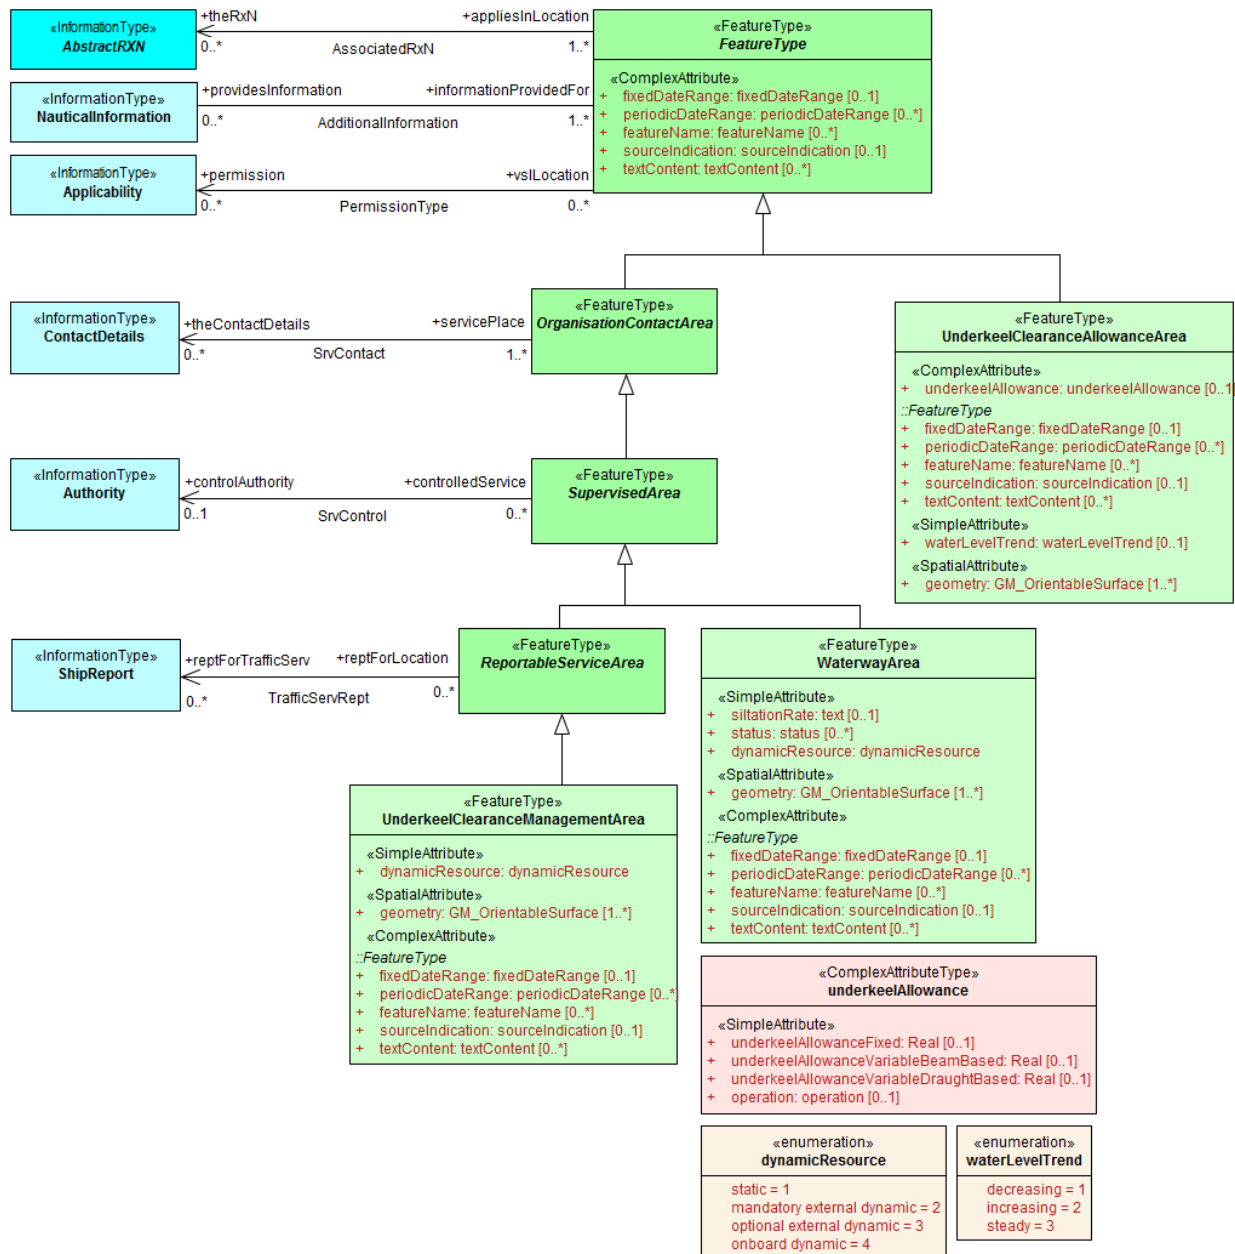 «InformationType»
AbstractRXN
+theRxN
+appliesInLocation
0..*
AssociatedRxN
1..*
«InformationType»
NauticalInformation
+providesInformation
+informationProvidedFor
0..*
AdditionalInformation
1..*
«InformationType»
Applicability
+permission
+vslLocation
0..*
PermissionType
0..*
«FeatureType»
FeatureType
«ComplexAttribute»
+ fixedDateRange: fixedDateRange [0..1]
+ periodicDateRange: periodicDateRange [0..*]
+ featureName: featureName [0..*]
+ sourceIndication: sourceIndication [0..1]
+ textContent: textContent [0..*]
«InformationType»
ContactDetails
+theContactDetails
+servicePlace
0..*
SrvContact
1..*
«FeatureType»
OrganisationContactArea
«FeatureType»
UnderkeelClearanceAllowanceArea
«ComplexAttribute»
+ underkeelAllowance: underkeelAllowance [0..1]
::FeatureType
+ fixedDateRange: fixedDateRange [0..1]
+ periodicDateRange: periodicDateRange [0..*]
+ featureName: featureName [0..*]
+ sourceIndication: sourceIndication [0..1]
+ textContent: textContent [0..*]
«SimpleAttribute»
+ waterLevelTrend: waterLevelTrend [0..1]
«SpatialAttribute»
+ geometry: GM_OrientableSurface [1..*]
«InformationType»
Authority
+controlAuthority
+controlledService
0..1
SrvControl
0..*
«FeatureType»
SupervisedArea
«InformationType»
ShipReport
+reptForTrafficServ
+reptForLocation
0..*
TrafficServRept
0..*
«FeatureType»
ReportableServiceArea
«FeatureType»
WaterwayArea
«SimpleAttribute»
+ siltationRate: text [0..1]
+ status: status [0..*]
+ dynamicResource: dynamicResource
«SpatialAttribute»
+ geometry: GM_OrientableSurface [1..*]
«ComplexAttribute»
::FeatureType
+ fixedDateRange: fixedDateRange [0..1]
+ periodicDateRange: periodicDateRange [0..*]
+ featureName: featureName [0..*]
+ sourceIndication: sourceIndication [0..1]
+ textContent: textContent [0..*]
«FeatureType»
UnderkeelClearanceManagementArea
«SimpleAttribute»
+ dynamicResource: dynamicResource
«SpatialAttribute»
+ geometry: GM_OrientableSurface [1..*]
«ComplexAttribute»
::FeatureType
+ fixedDateRange: fixedDateRange [0..1]
+ periodicDateRange: periodicDateRange [0..*]
+ featureName: featureName [0..*]
+ sourceIndication: sourceIndication [0..1]
+ textContent: textContent [0..*]
«ComplexAttributeType»
underkeelAllowance
«SimpleAttribute»
+ underkeelAllowanceFixed: Real [0..1]
+ underkeelAllowanceVariableBeamBased: Real [0..1]
+ underkeelAllowanceVariableDraughtBased: Real [0..1]
+ operation: operation [0..1]
«enumeration»
dynamicResource
static = 1
mandatory external dynamic = 2
optional external dynamic = 3
onboard dynamic = 4
«enumeration»
waterLevelTrend
decreasing = 1
increasing = 2
steady = 3